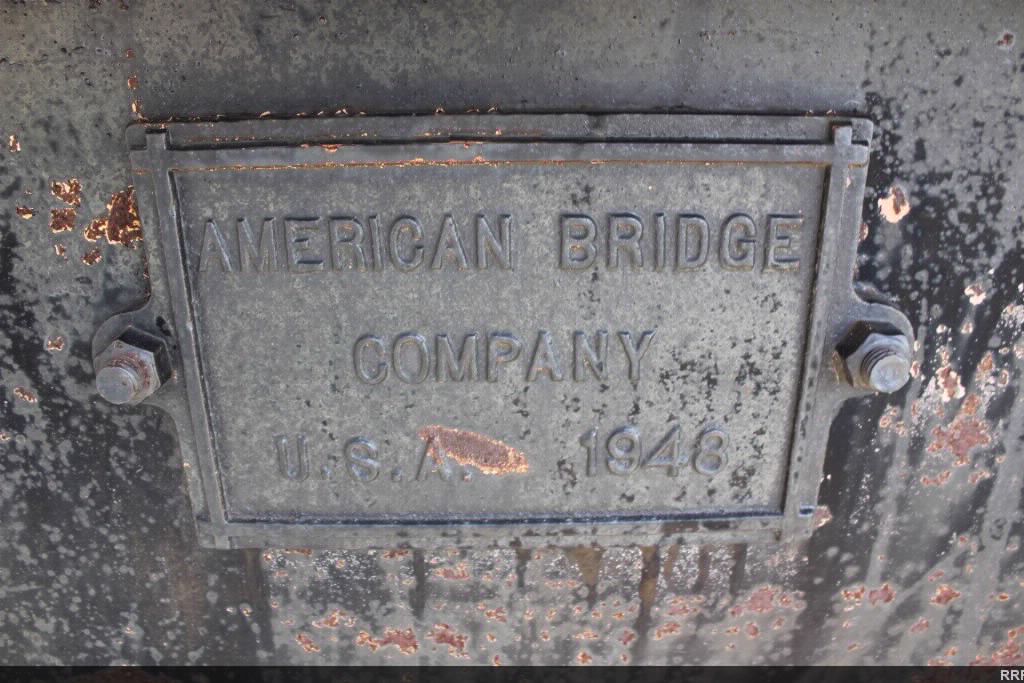 AMERICAN BRIDGE
COMPANY
U.S.A. 1948